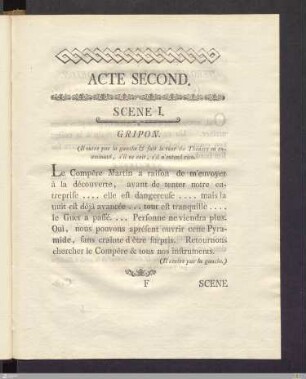 ACTE SECOND.
SCENE I.
GRIPON.
(Il entre par la gauche & fait le tour du Théâtre en ex-
aminant, s'il ne voit, s'il n'entend rien.
Le Compère Martin a raison de m'envoyer
à la découverte, avant de tenter notre en-
treprise .... elle est dangereuse .... mais la
nuit est déjà avancée ... tout est tranquille ....
le Guet a passé .... Personne ne viendra plus.
Oui, nous pouvons aprésent ouvrir cette Pyra-
mide, sans crainte d'être surpris. Retournons
chercher le Compère & tous nos instrumens.
(Il rentre par la gauche.)
F SCENE